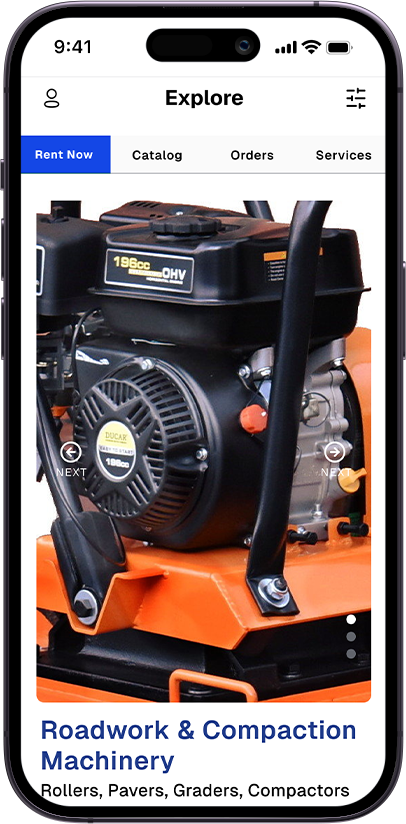 9:41
Explore
Rent Now Catalog Orders Services
196cc
OHV
DUCAR
196cc
NEXT NEXT
Roadwork & Compaction
Machinery
Rollers, Pavers, Graders, Compactors